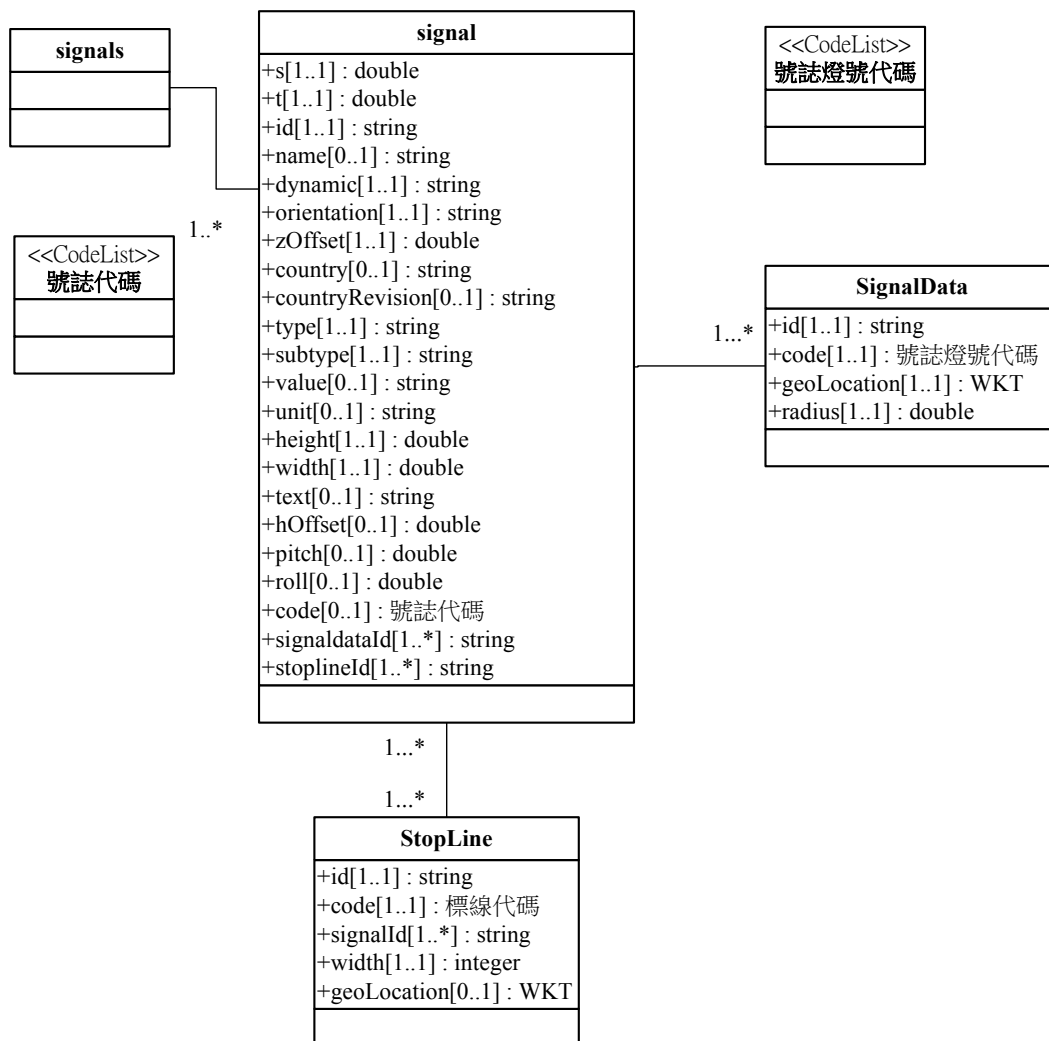 signals
1..*
<<CodeList>>
號誌代碼
signal
+s[1..1] : double
+t[1..1] : double
+id[1..1] : string
+name[0..1] : string
+dynamic[1..1] : string
+orientation[1..1] : string
+zOffset[1..1] : double
+country[0..1] : string
+countryRevision[0..1] : string
+type[1..1] : string
+subtype[1..1] : string
+value[0..1] : string
+unit[0..1] : string
+height[1..1] : double
+width[1..1] : double
+text[0..1] : string
+hOffset[0..1] : double
+pitch[0..1] : double
+roll[0..1] : double
+code[0..1] : 號誌代碼
+signaldataId[1..*] : string
+stoplineId[1..*] : string
<<CodeList>>
號誌燈號代碼
1...*
SignalData
+id[1..1] : string
+code[1..1] : 號誌燈號代碼
+geoLocation[1..1] : WKT
+radius[1..1] : double
1...*
1...*
StopLine
+id[1..1] : string
+code[1..1] : 標線代碼
+signalId[1..*] : string
+width[1..1] : integer
+geoLocation[0..1] : WKT